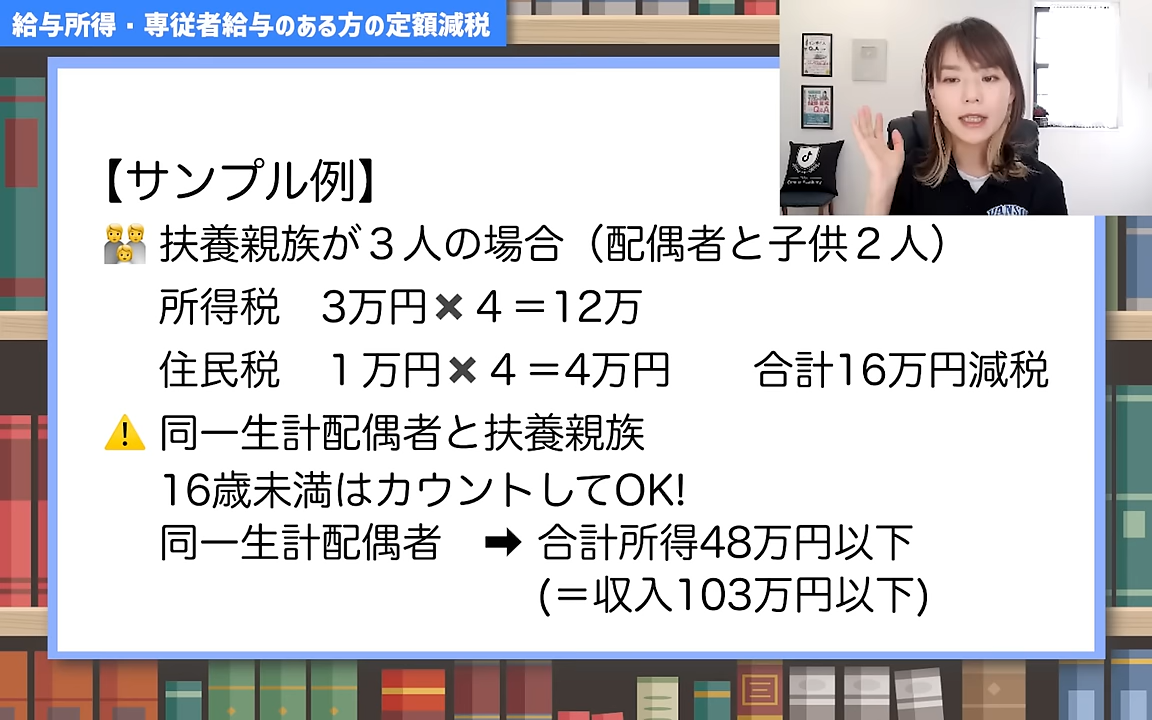 給与所得・専従者給与のある方の定額減税
【サンプル例】
扶養親族が３人の場合（配偶者と子供２人）
所得税　3万円✖４＝12万
住民税　１万円✖４＝4万円　　合計16万円減税
⚠️ 同一生計配偶者と扶養親族
16歳未満はカウントしてOK!
同一生計配偶者　➡ 合計所得48万円以下
(＝収入103万円以下)
Q&A